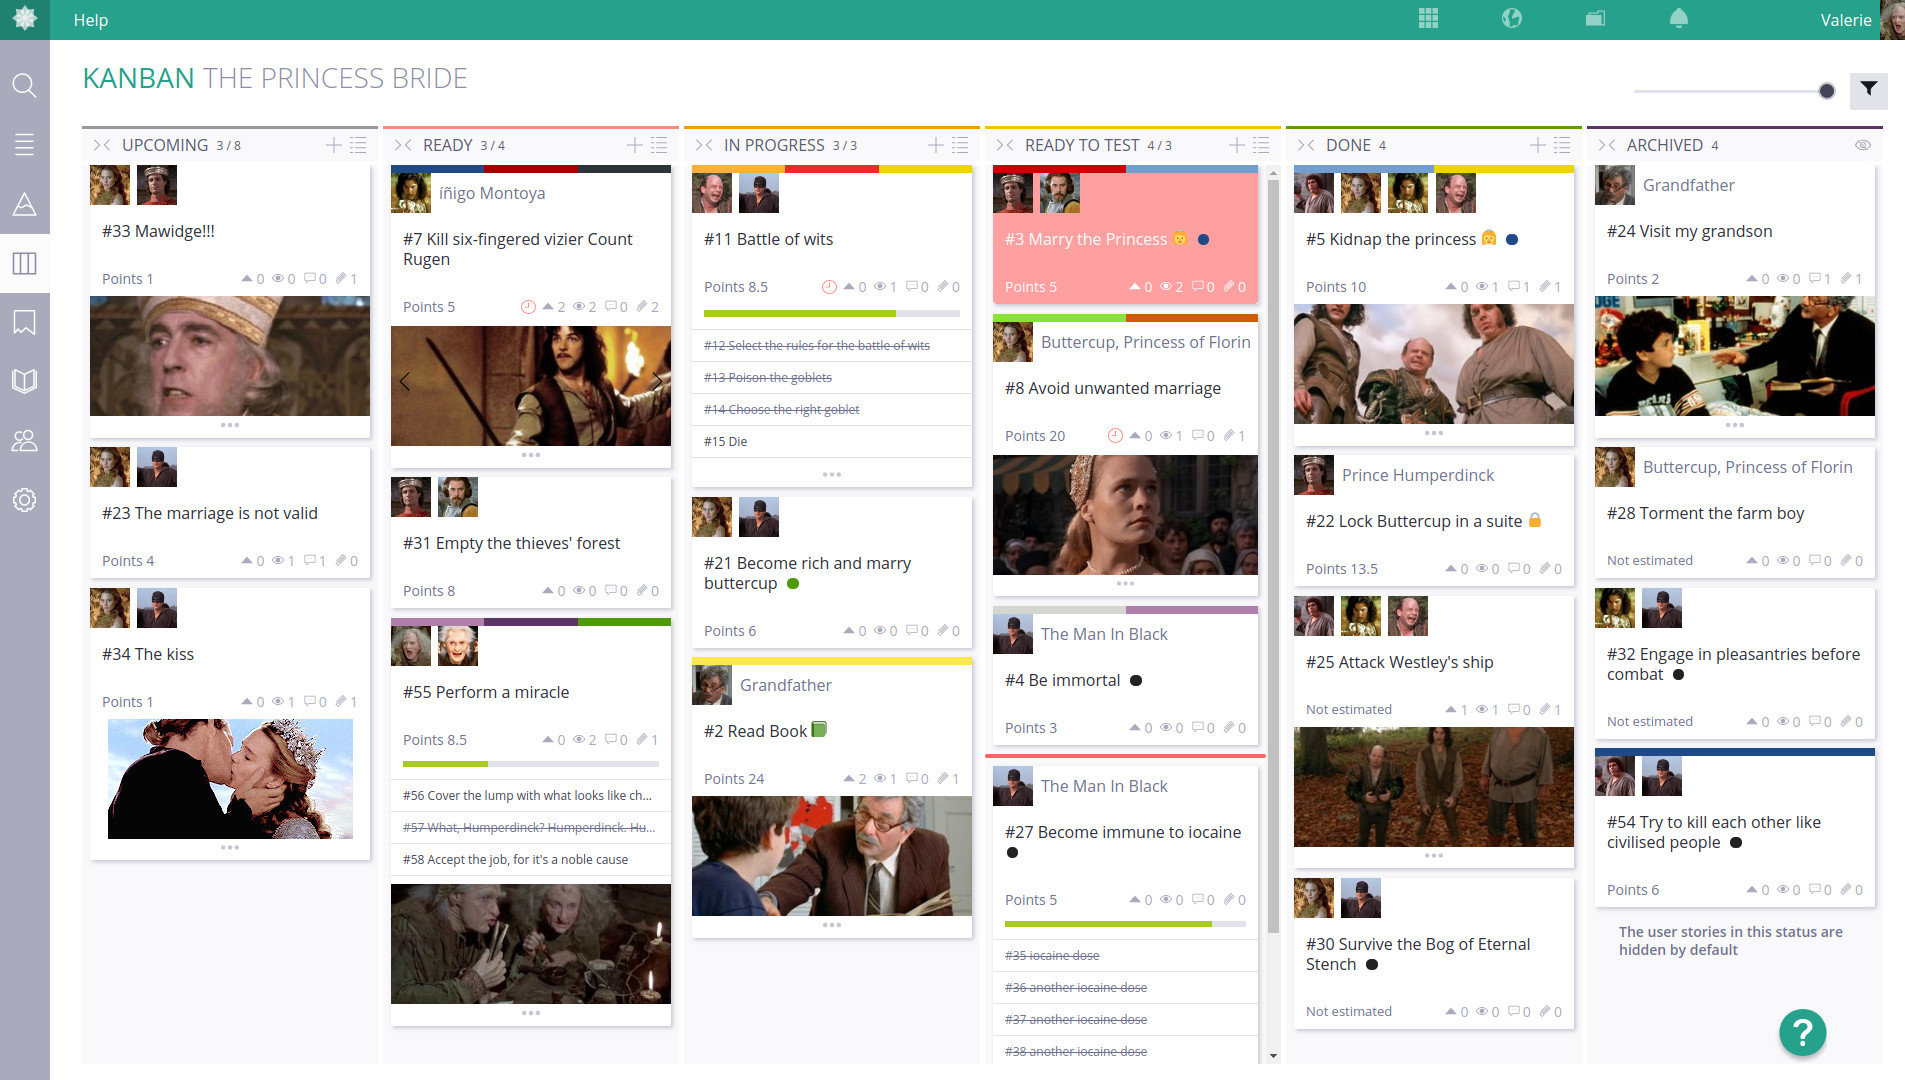 Help
Valerie
KANBAN THE PRINCESS BRIDE
UPCOMING 3 / 8
#33 Mawidge!!!
Points 1 0 0 0 1
#23 The marriage is not valid
Points 4 0 1 1 0
#34 The kiss
Points 1 0 1 0 1
READY 3 / 4
íñigo Montoya
#7 Kill six-fingered vizier Count
Rugen
Points 5 2 2 0 2
#31 Empty the thieves' forest
Points 8 0 0 0 0
#55 Perform a miracle
Points 8.5 0 2 0 1
#56 Cover the lump with what looks like ch...
#57 What, Humperdinck? Humperdinck. Hu...
#58 Accept the job, for it's a noble cause
IN PROGRESS 3 / 3
#11 Battle of wits
Points 8.5 0 1 0 0
#12 Select the rules for the battle of wits
#13 Poison the goblets
#14 Choose the right goblet
#15 Die
#21 Become rich and marry
buttercup
Points 6 0 0 0 0
Grandfather
#2 Read Book
Points 24 2 1 0 1
READY TO TEST 4 / 3
#3 Marry the Princess
Points 5 0 2 0 0
Buttercup, Princess of Florin
#8 Avoid unwanted marriage
Points 20 0 1 0 1
The Man In Black
#4 Be immortal
Points 3 0 0 0 0
The Man In Black
#27 Become immune to iocaine
Points 5 0 0 0 0
#35 iocaine dose
#36 another iocaine dose
#37 another iocaine dose
#38 another iocaine dose
DONE 4
#5 Kidnap the princess
Points 10 0 1 1 1
Prince Humperdinck
#22 Lock Buttercup in a suite
Points 13.5 0 0 0 0
#25 Attack Westley's ship
Not estimated 1 1 0 1
#30 Survive the Bog of Eternal
Stench
Not estimated 0 0 0 0
ARCHIVED 4
Grandfather
#24 Visit my grandson
Points 2 0 0 1 1
Buttercup, Princess of Florin
#28 Torment the farm boy
Not estimated 0 0 0 0
#32 Engage in pleasantries before
combat
Not estimated 0 0 0 0
#54 Try to kill each other like
civilised people
Points 6 0 0 0 0
The user stories in this status are
hidden by default
?